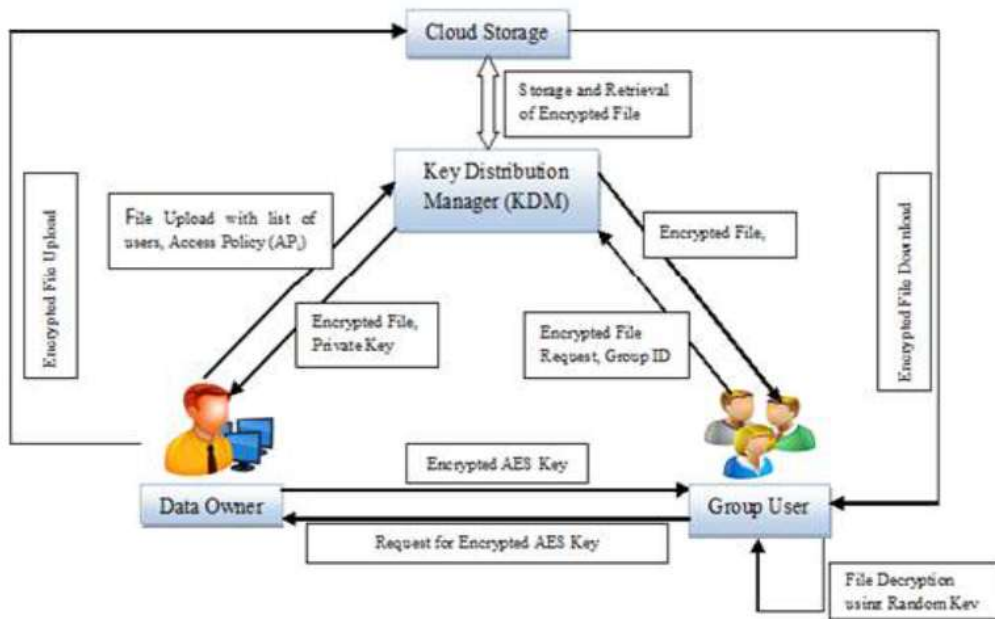 Cloud Storage
Storage and Retrieval
of Encrypted File
Key Distribution
Manager (KDM)
File Upload with list of
users, Access Policy (APi)
Encrypted File,
Encrypted File Upload
Encrypted File Download
Encrypted File,
Private Key
Encrypted File
Request, Group ID
Encrypted AES Key
Data Owner
Group User
Request for Encrypted AES Key
File Decryption
using Random Key